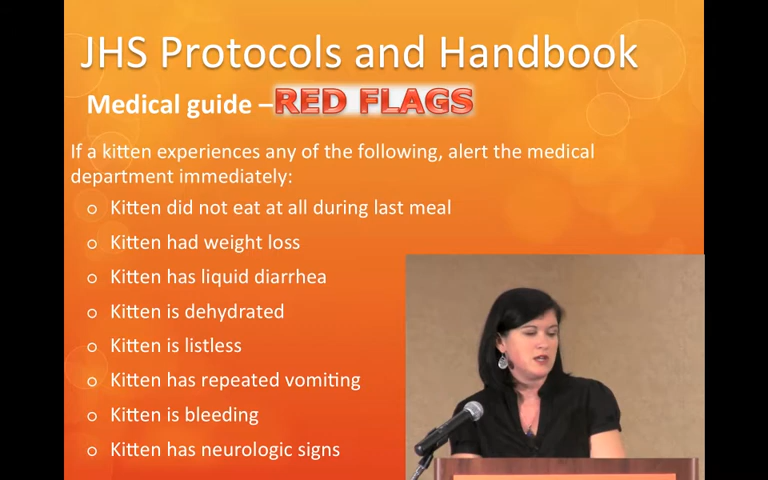 JHS Protocols and Handbook
Medical guide – RED FLAGS
If a kitten experiences any of the following, alert the medical
department immediately:
o Kitten did not eat at all during last meal
o Kitten had weight loss
o Kitten has liquid diarrhea
o Kitten is dehydrated
o Kitten is listless
o Kitten has repeated vomiting
o Kitten is bleeding
o Kitten has neurologic signs